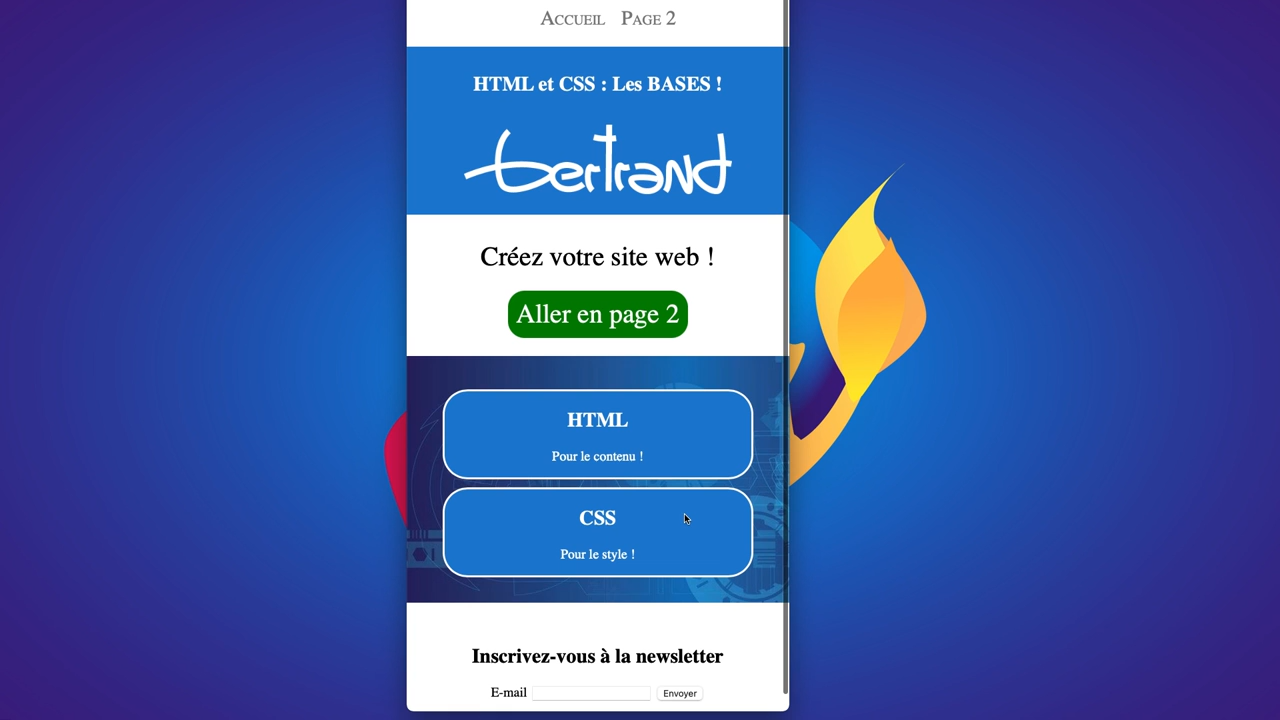 Accueil Page 2
HTML et CSS : Les BASES !
bertrand
Créez votre site web !
Aller en page 2
HTML
Pour le contenu !
CSS
Pour le style !
Inscrivez-vous à la newsletter
E-mail Envoyer